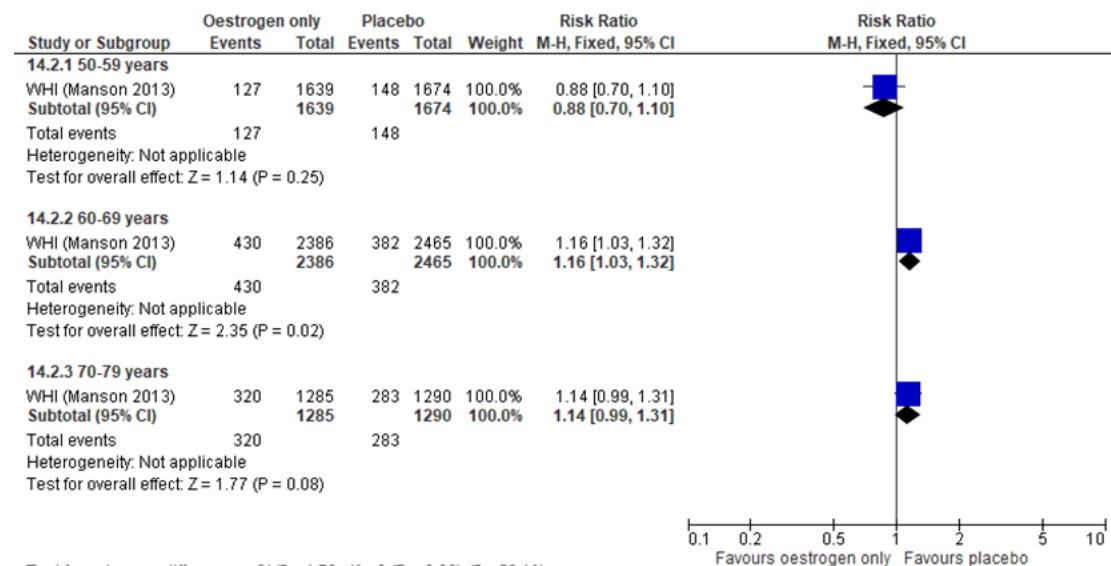 Oestrogen only Placebo Risk Ratio Risk Ratio
Study or Subgroup Events Total Events Total Weight M-H, Fixed, 95% CI M-H, Fixed, 95% CI
14.2.1 50-59 years
WHI (Manson 2013) 127 1639 148 1674 100.0% 0.88 [0.70, 1.10]
Subtotal (95% CI) 1639 1674 100.0% 0.88 [0.70, 1.10]
Total events 127 148
Heterogeneity: Not applicable
Test for overall effect: Z = 1.14 (P = 0.25)
14.2.2 60-69 years
WHI (Manson 2013) 430 2386 382 2465 100.0% 1.16 [1.03, 1.32]
Subtotal (95% CI) 2386 2465 100.0% 1.16 [1.03, 1.32]
Total events 430 382
Heterogeneity: Not applicable
Test for overall effect: Z = 2.35 (P = 0.02)
14.2.3 70-79 years
WHI (Manson 2013) 320 1285 283 1290 100.0% 1.14 [0.99, 1.31]
Subtotal (95% CI) 1285 1290 100.0% 1.14 [0.99, 1.31]
Total events 320 283
Heterogeneity: Not applicable
Test for overall effect: Z = 1.77 (P = 0.08)
0.1 0.2 0.5 1 2 5 10
Favours oestrogen only Favours placebo